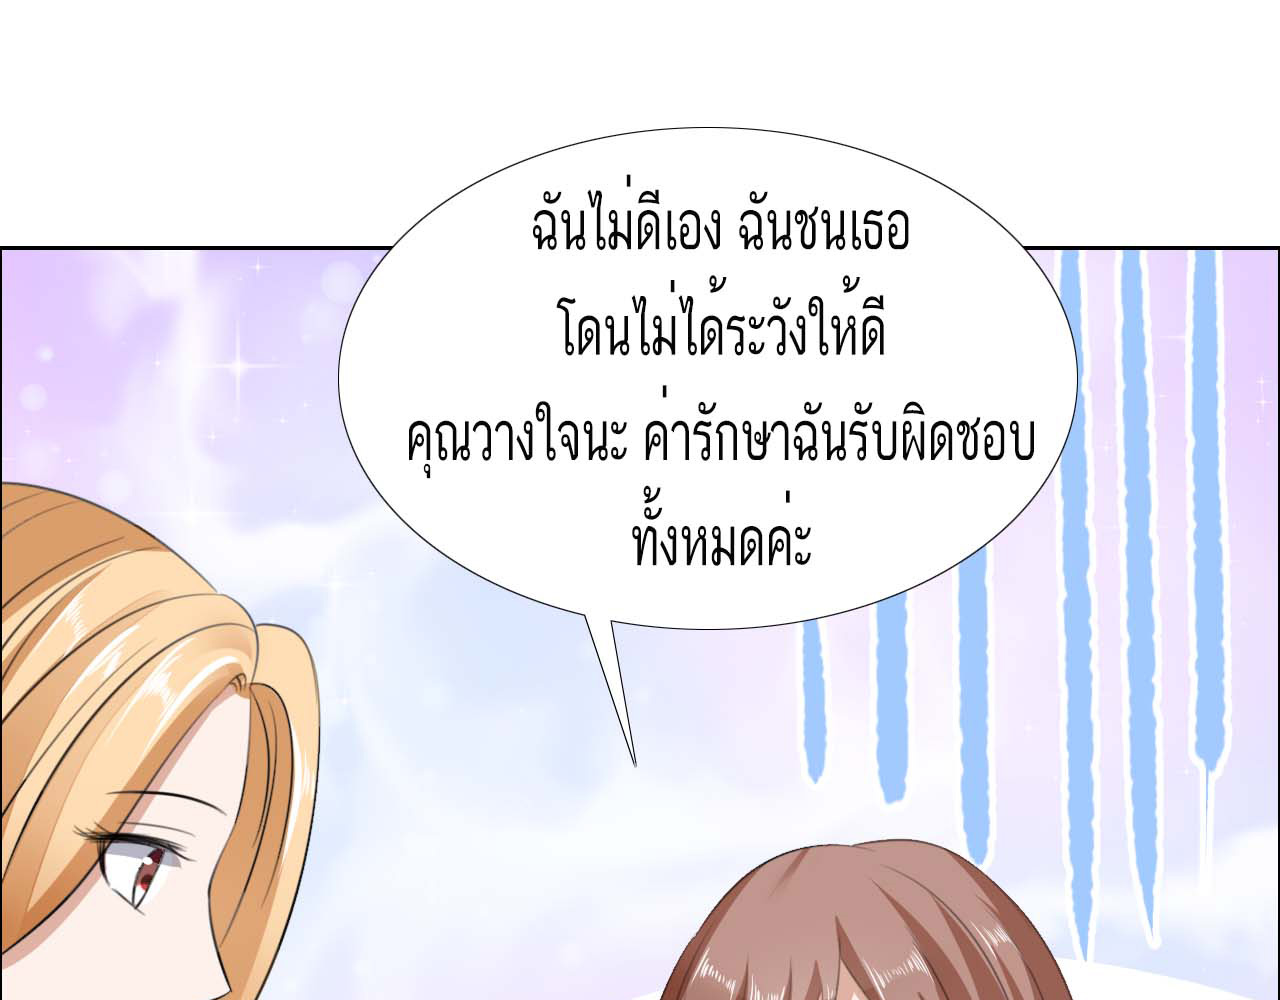 ฉันไม่ดีเอง ฉันชนเธอ
โดนไม่ได้ระวังให้ดี
คุณวางใจนะ ค่ารักษาฉันรับผิดชอบ
ทั้งหมดค่ะ